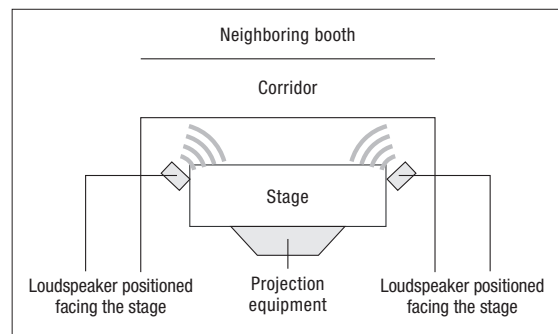 Neighboring booth
Corridor
Stage
Loudspeaker positioned
facing the stage
Projection
equipment
Loudspeaker positioned
facing the stage